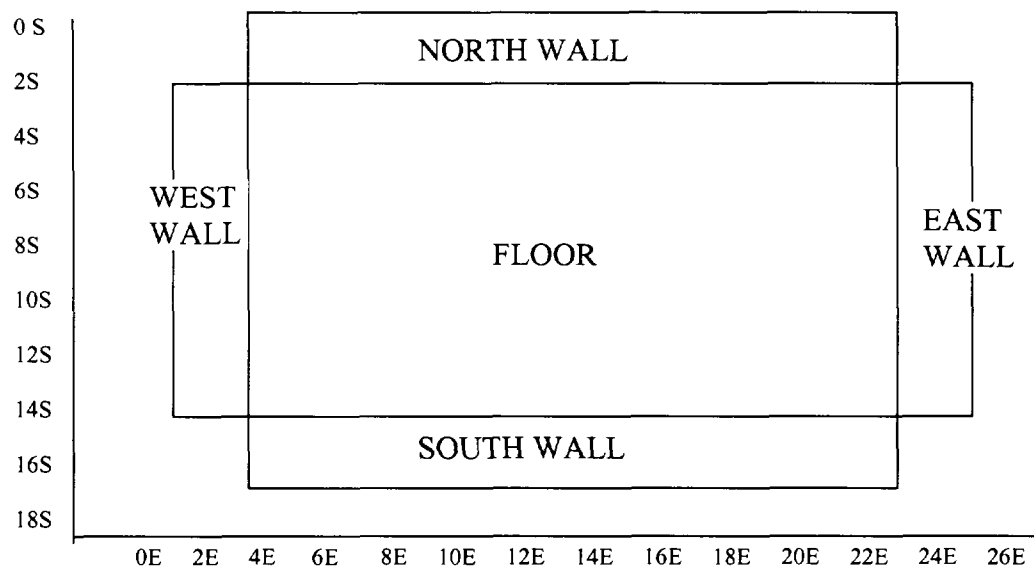 0 S
NORTH WALL
2S
4S
6S
WEST
WALL
EAST
WALL
8S
FLOOR
10S
12S
14S
SOUTH WALL
16S
18S
0E 2E 4E 6E 8E 10E 12E 14E 16E 18E 20E 22E 24E 26E